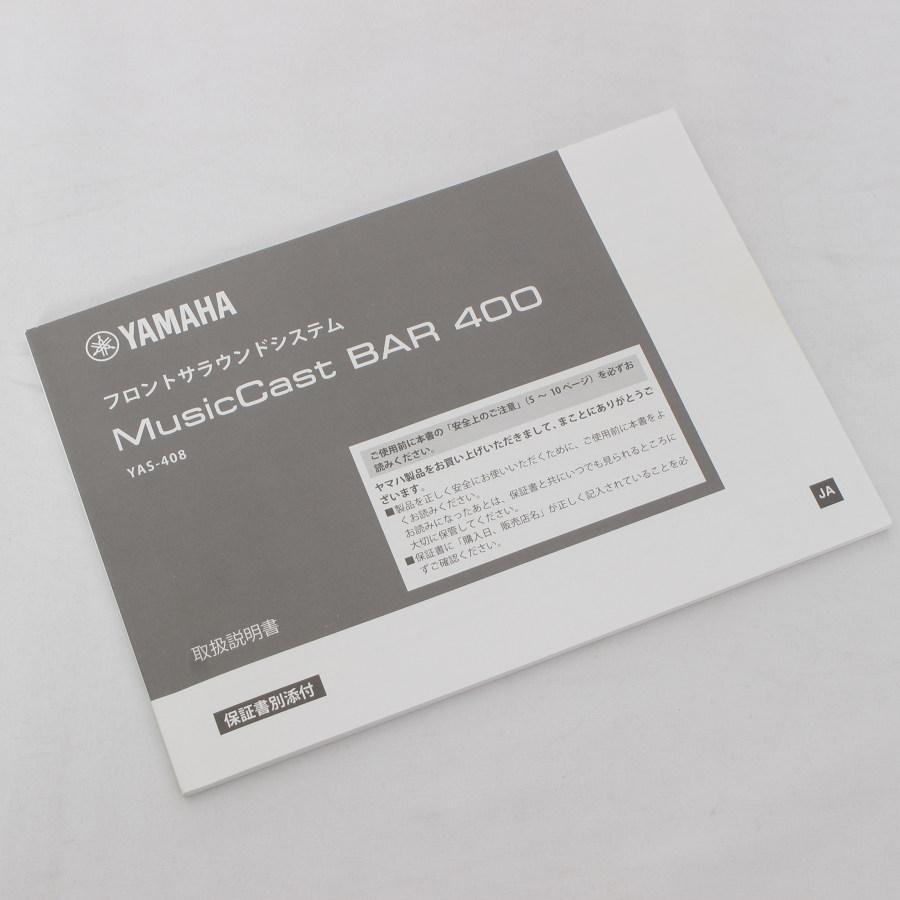 YAMAHA
フロントサラウンドシステム
MusicCast BAR 400
YAS-408
ご使用前に本書の「安全上のご注意」（5 ～ 10 ページ）を必ずお
読みください。
ヤマハ製品をお買い上げいただきまして、まことにありがとうご
ざいます。
■製品を正しく安全にお使いいただくために、ご使用前に本書をよ
くお読みください。
お読みになったあとは、保証書と共にいつでも見られるところに
大切に保管してください。
■保証書に「購入日、販売店名」が正しく記入されていることを必
ずご確認ください。
JA
取扱説明書
保証書別添付